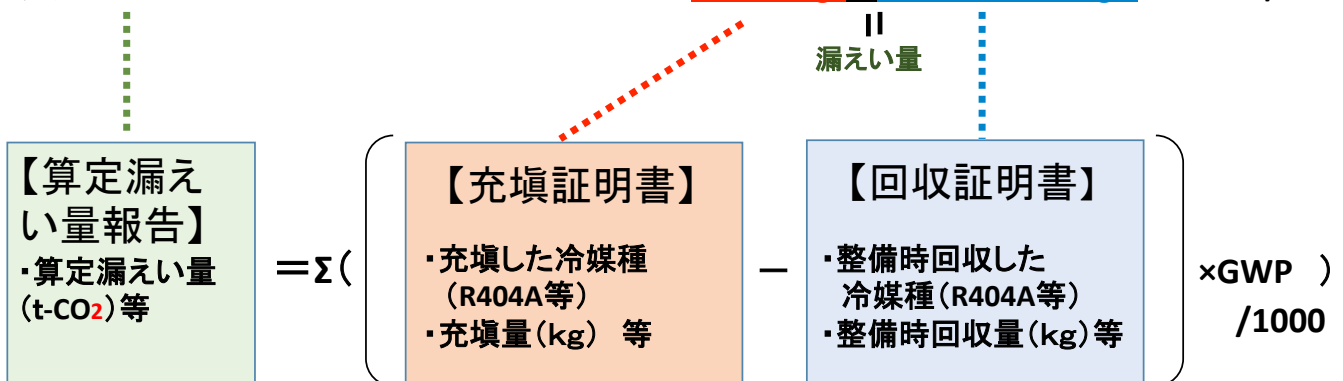 =
漏えい量
【算定漏え
い量報告】
・算定漏えい量
(t-CO2)等
=Σ(
【充塡証明書】
・充塡した冷媒種
(R404A等)
・充塡量(kg) 等
−
【回収証明書】
・整備時回収した
冷媒種(R404A等)
・整備時回収量(kg)等
×GWP )
/1000